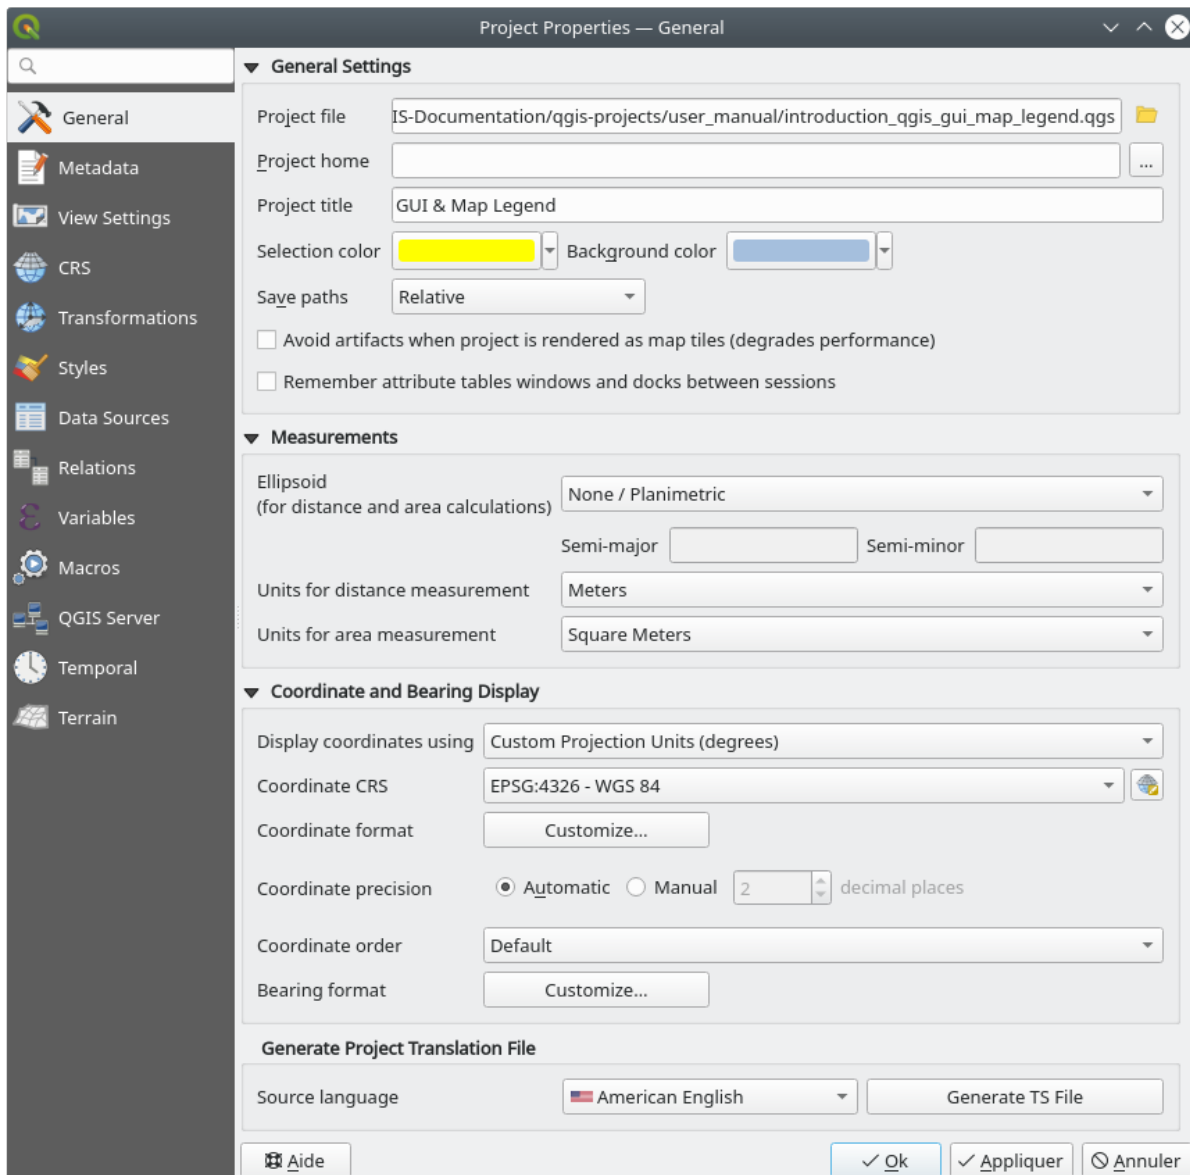 Project Properties — General
General
Metadata
View Settings
CRS
Transformations
Styles
Data Sources
Relations
Variables
Macros
QGIS Server
Temporal
Terrain
General Settings
Project file IS-Documentation/qgis-projects/user_manual/introduction_qgis_gui_map_legend.qgs
Project home ...
Project title GUI & Map Legend
Selection color Background color
Save paths Relative
Avoid artifacts when project is rendered as map tiles (degrades performance)
Remember attribute tables windows and docks between sessions
Measurements
Ellipsoid
(for distance and area calculations) None / Planimetric
Semi-major Semi-minor
Units for distance measurement Meters
Units for area measurement Square Meters
Coordinate and Bearing Display
Display coordinates using Custom Projection Units (degrees)
Coordinate CRS EPSG:4326 - WGS 84
Coordinate format Customize...
Coordinate precision Automatic Manual 2 decimal places
Coordinate order Default
Bearing format Customize...
Generate Project Translation File
Source language American English Generate TS File
Aide Ok Appliquer Annuler